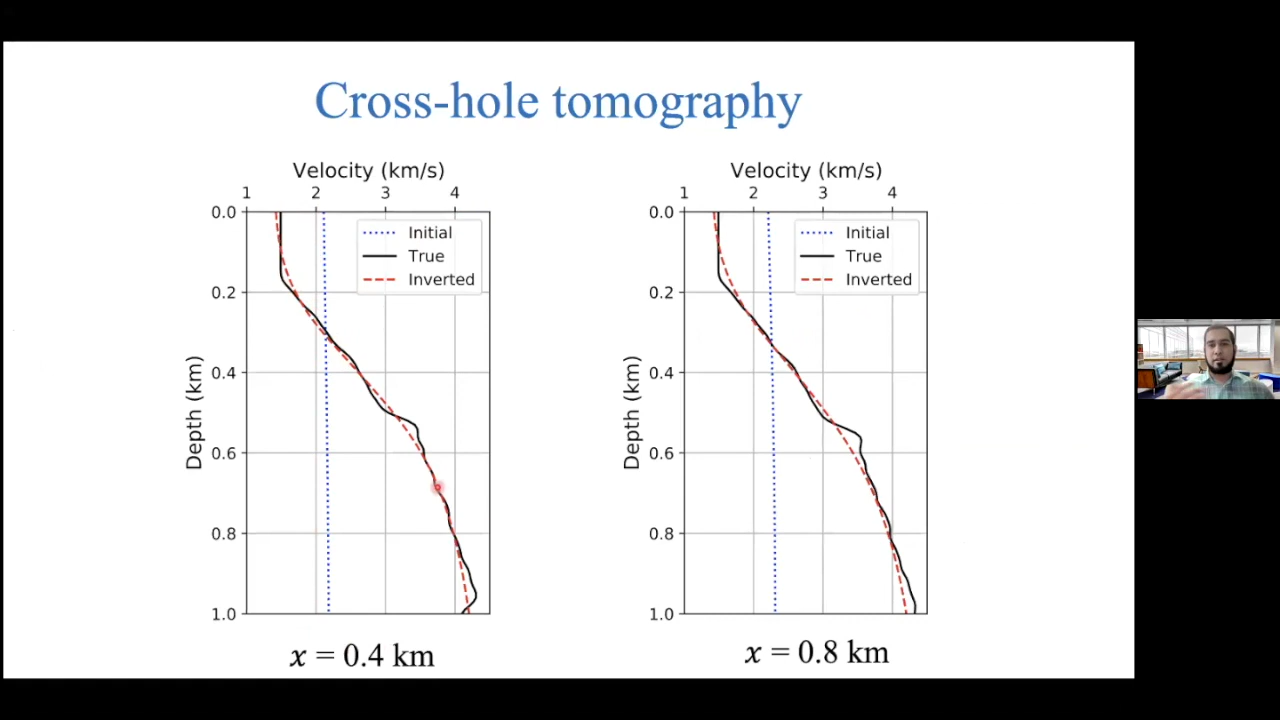 Cross-hole tomography
Velocity (km/s)
1 2 3 4
0.0
0.2
0.4
0.6
0.8
1.0
Depth (km)
Initial
True
Inverted
x = 0.4 km
Velocity (km/s)
1 2 3 4
0.0
0.2
0.4
0.6
0.8
1.0
Depth (km)
Initial
True
Inverted
x = 0.8 km